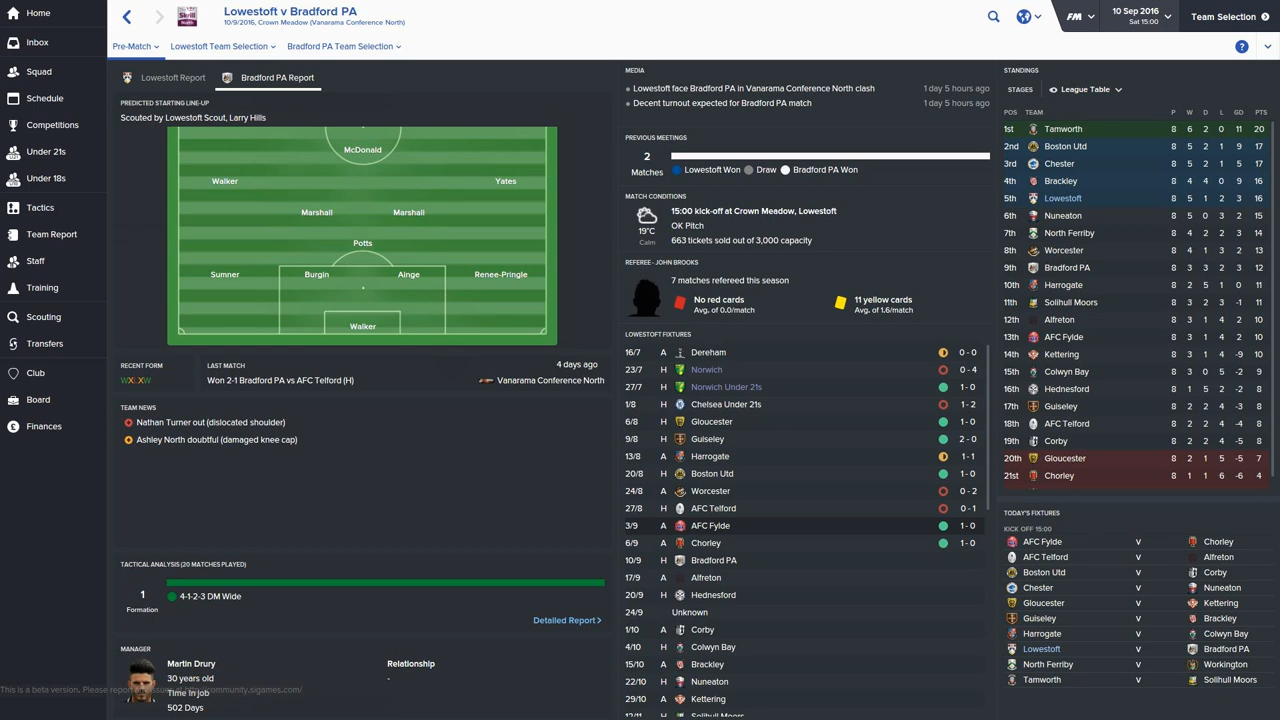 Home
Inbox
Squad
Schedule
Competitions
Under 21s
Under 18s
Tactics
Team Report
Staff
Training
Scouting
Transfers
Club
Board
Finances
Lowestoft v Bradford PA
10/9/2016, Crown Meadow (Vanarama Conference North)
FM
10 Sep 2016
Sat 15:00
Team Selection
Pre-Match
Lowestoft Team Selection
Bradford PA Team Selection
?
Lowestoft Report
Bradford PA Report
PREDICTED STARTING LINE-UP
Scouted by Lowestoft Scout, Larry Hills
McDonald
Walker Yates
Marshall Marshall
Potts
Sumner Burgin Ainge Renee-Pringle
Walker
RECENT FORM
LAST MATCH
4 days ago
Won 2-1 Bradford PA vs AFC Telford (H)
Vanarama Conference North
TEAM NEWS
Nathan Turner out (dislocated shoulder)
Ashley North doubtful (damaged knee cap)
TACTICAL ANALYSIS (20 MATCHES PLAYED)
1
Formation
4-1-2-3 DM Wide
Detailed Report >
MANAGER
Martin Drury
30 years old
Time in job
502 Days
Relationship
-
This is a beta version. Please report
community.sigames.com/
MEDIA
Lowestoft face Bradford PA in Vanarama Conference North clash 1 day 5 hours ago
Decent turnout expected for Bradford PA match 1 day 5 hours ago
PREVIOUS MEETINGS
2
Matches
Lowestoft Won Draw Bradford PA Won
MATCH CONDITIONS
19°C
Calm
15:00 kick-off at Crown Meadow, Lowestoft
OK Pitch
663 tickets sold out of 3,000 capacity
REFEREE - JOHN BROOKS
7 matches refereed this season
No red cards
Avg. of 0.0/match
11 yellow cards
Avg. of 1.6/match
LOWESTOFT FIXTURES
16/7 A Dereham 0 - 0
23/7 H Norwich 0 - 4
27/7 H Norwich Under 21s 1 - 0
1/8 H Chelsea Under 21s 1 - 2
6/8 H Gloucester 1 - 0
9/8 H Guiseley 2 - 0
13/8 A Harrogate 1 - 1
20/8 H Boston Utd 1 - 0
24/8 A Worcester 0 - 2
27/8 H AFC Telford 0 - 1
3/9 A AFC Fylde 1 - 0
6/9 A Chorley 1 - 0
10/9 H Bradford PA
17/9 A Alfreton
20/9 H Hednesford
24/9 Unknown
1/10 A Corby
4/10 H Colwyn Bay
15/10 A Brackley
22/10 H Nuneaton
29/10 A Kettering
12/11 H Solihull Moors
STANDINGS
STAGES League Table
POS TEAM P W D L GD PTS
1st Tamworth 8 6 2 0 11 20
2nd Boston Utd 8 5 2 1 9 17
3rd Chester 8 5 2 1 5 17
4th Brackley 8 4 4 0 9 16
5th Lowestoft 8 5 1 2 3 16
6th Nuneaton 8 5 0 3 2 15
7th North Ferriby 8 4 2 2 3 14
8th Worcester 8 4 1 3 2 13
9th Bradford PA 8 3 3 2 3 12
10th Harrogate 8 3 2 3 0 11
11th Solihull Moors 8 3 2 3 -1 11
12th Alfreton 8 3 1 4 2 10
13th AFC Fylde 8 3 1 4 2 10
14th Kettering 8 3 1 4 -9 10
15th Colwyn Bay 8 3 0 5 -2 9
16th Hednesford 8 1 5 2 -2 8
17th Guiseley 8 2 2 4 -3 8
18th AFC Telford 8 2 2 4 -4 8
19th Corby 8 2 2 4 -5 8
20th Gloucester 8 2 1 5 -5 7
21st Chorley 8 1 1 6 -6 4
TODAY'S FIXTURES
KICK OFF 15:00
AFC Fylde v Chorley
AFC Telford v Alfreton
Boston Utd v Corby
Chester v Nuneaton
Gloucester v Kettering
Guiseley v Brackley
Harrogate v Colwyn Bay
Lowestoft v Bradford PA
North Ferriby v Workington
Tamworth v Solihull Moors